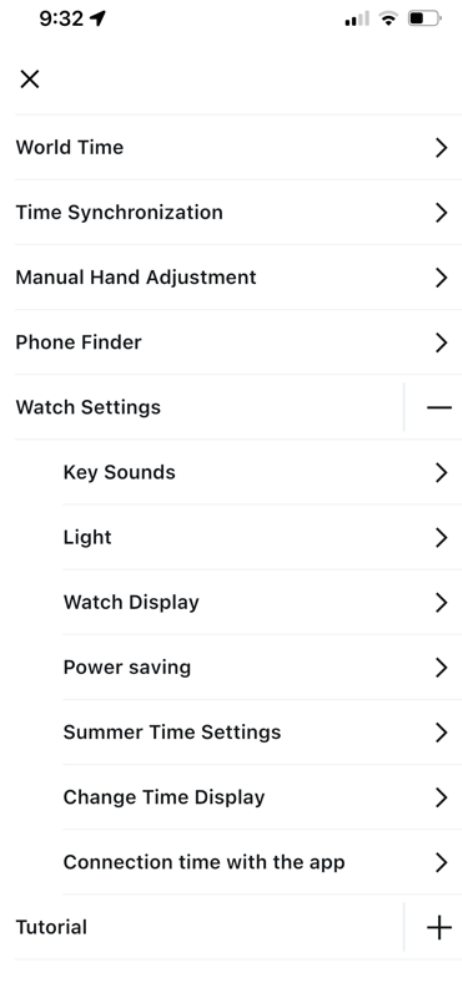 9:32
World Time
Time Synchronization
Manual Hand Adjustment
Phone Finder
Watch Settings
Key Sounds
Light
Watch Display
Power saving
Summer Time Settings
Change Time Display
Connection time with the app
Tutorial